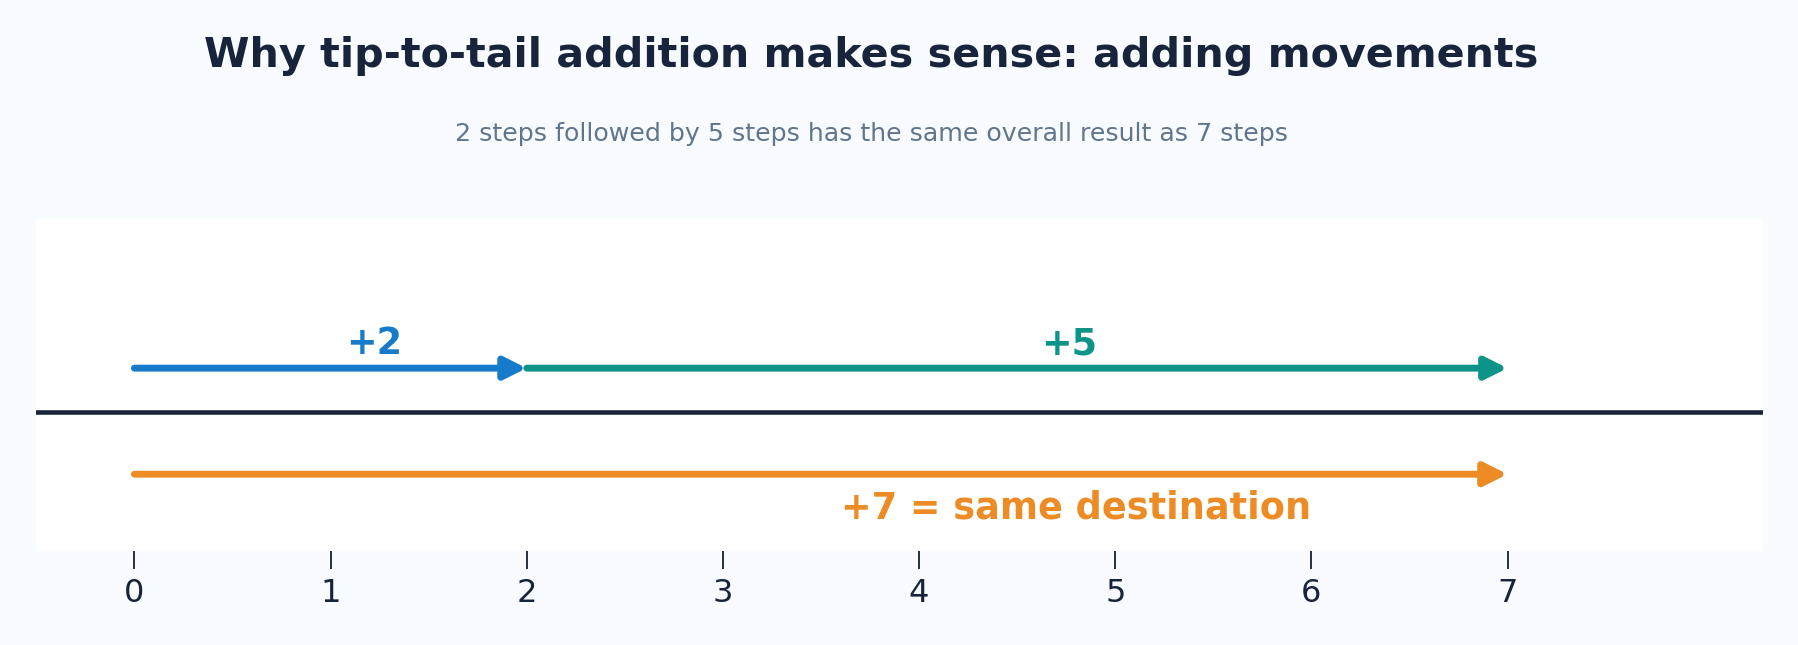 Why tip-to-tail addition makes sense: adding movements
2 steps followed by 5 steps has the same overall result as 7 steps
+2 +5
+7 = same destination
0 1 2 3 4 5 6 7